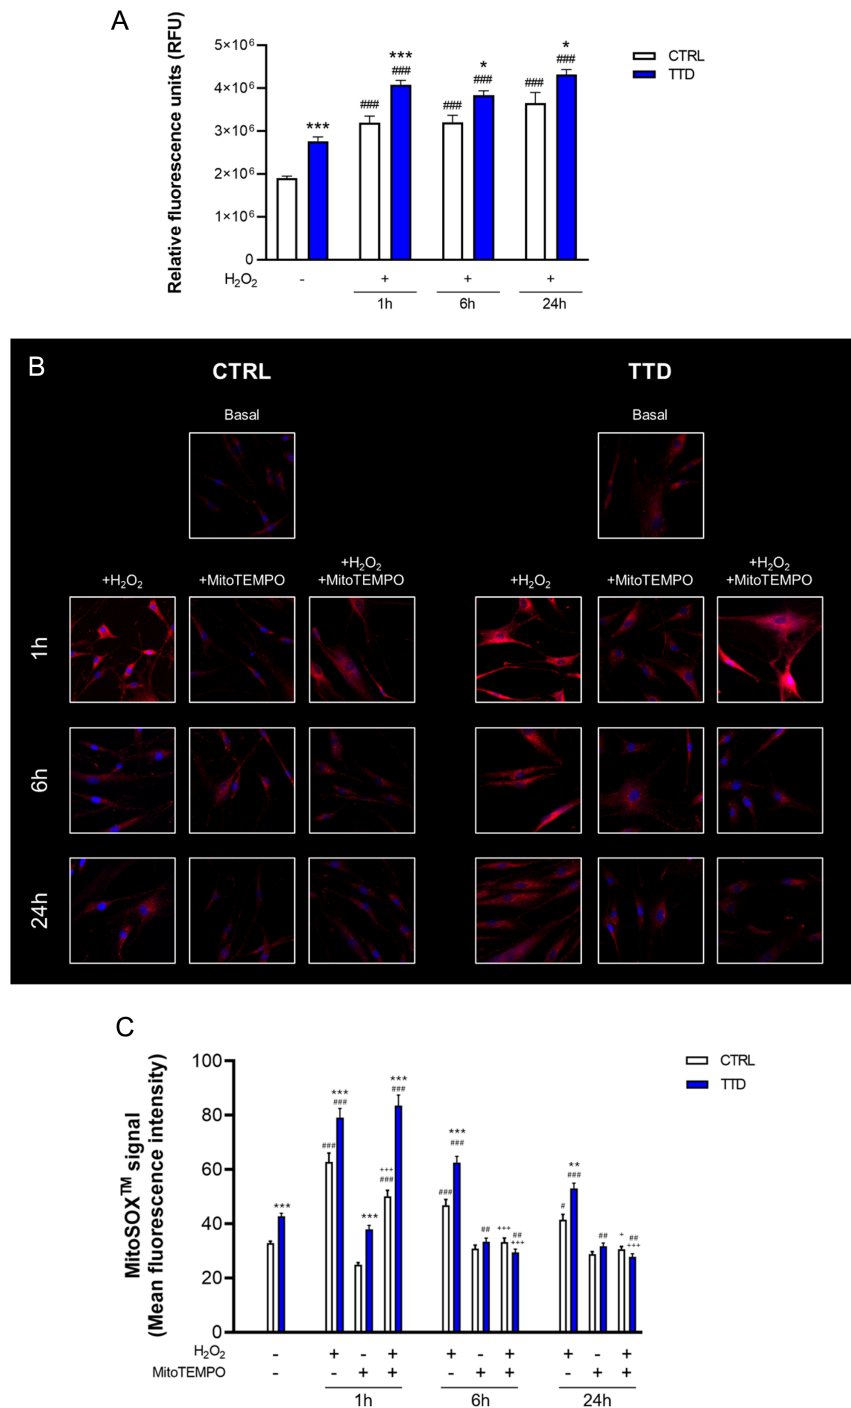 A
Relative fluorescence units (RFU)
5×10⁶
4×10⁶
3×10⁶
2×10⁶
1×10⁶
0
***
###
***
###
###
*
###
###
*
###
###
CTRL
TTD
H₂O₂ - + + +
1h 6h 24h
B
CTRL TTD
Basal Basal
+H₂O₂ +MitoTEMPO +H₂O₂ +MitoTEMPO
+H₂O₂ +MitoTEMPO +H₂O₂ +MitoTEMPO
1h
6h
24h
C
MitoSOX™ signal
(Mean fluorescence intensity)
100
80
60
40
20
0
***
###
***
###
***
+++
###
***
###
###
***
###
##
+++
##
+++
#
**
###
##
+
##
+++
CTRL
TTD
H₂O₂ - + - + + - + + - +
MitoTEMPO - - + + - + + - + +
1h 6h 24h